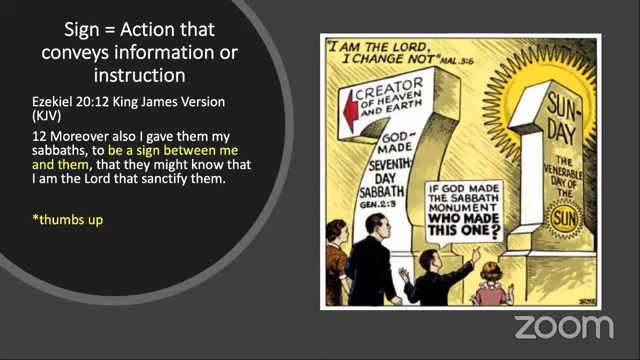 Sign = Action that
conveys information or
instruction
Ezekiel 20:12 King James Version
(KJV)
12 Moreover also I gave them my
sabbaths, to be a sign between me
and them, that they might know that
I am the Lord that sanctify them.
*thumbs up
"I AM THE LORD,
I CHANGE NOT" MAL. 3:6
CREATOR
OF HEAVEN
AND EARTH
GOD-
MADE
SEVENTH-
DAY
SABBATH
GEN. 2:3
IF GOD MADE
THE SABBATH
MONUMENT
WHO MADE
THIS ONE?
SUN-
DAY
THE
VENERABLE
DAY OF
THE
SUN
zoom